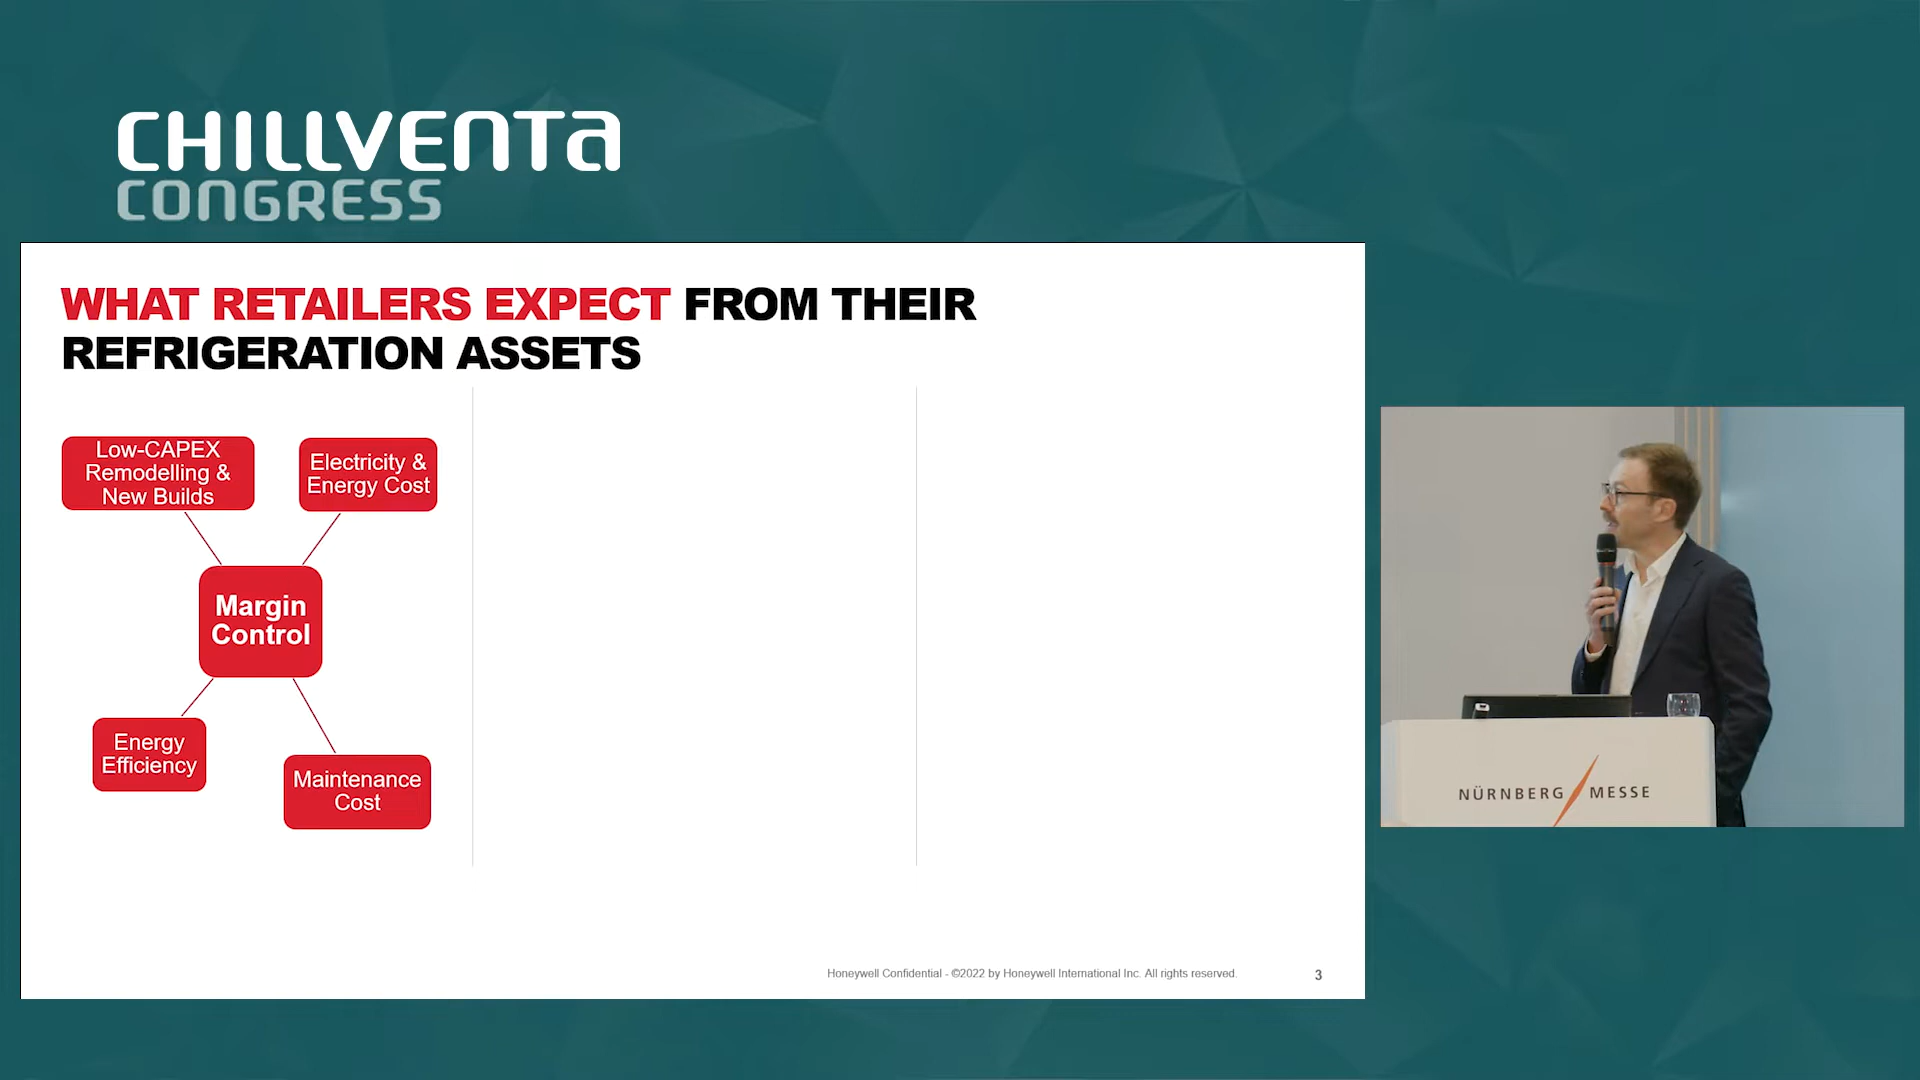 CHILLVENTA
CONGRESS
WHAT RETAILERS EXPECT FROM THEIR
REFRIGERATION ASSETS
Low-CAPEX
Remodelling &
New Builds
Electricity &
Energy Cost
Margin
Control
Energy
Efficiency
Maintenance
Cost
Honeywell Confidential - ©2022 by Honeywell International Inc. All rights reserved.
3
NÜRNBERG MESSE